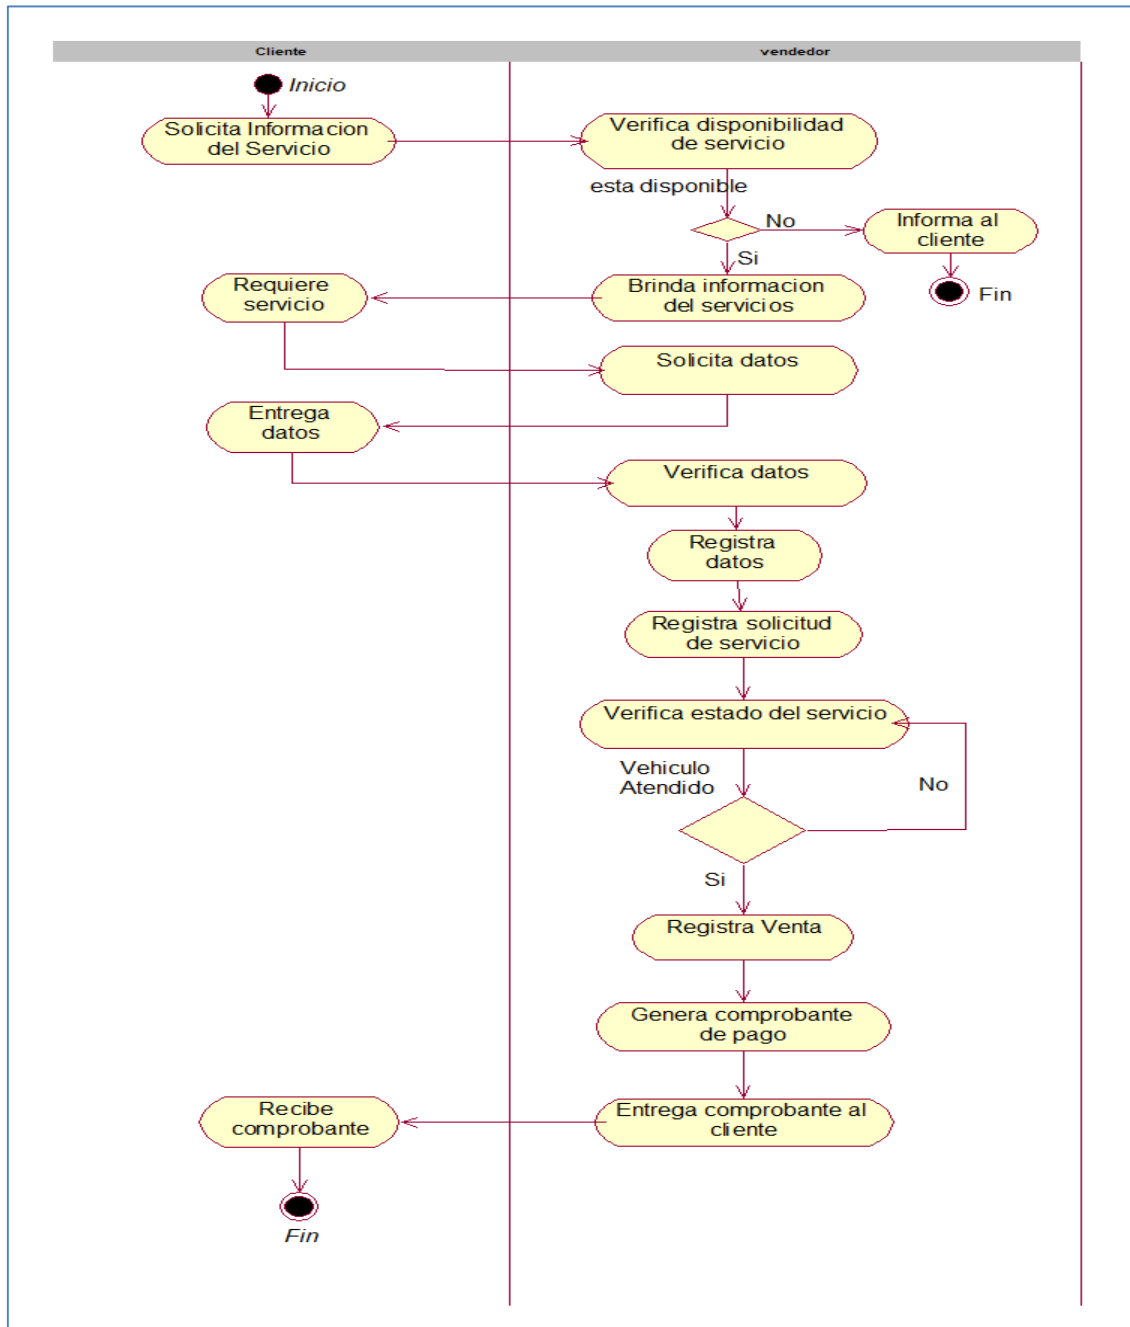 Cliente
vendedor
Inicio
Solicita Informacion
del Servicio
Verifica disponibilidad
de servicio
esta disponible
No
Informa al
cliente
Si
Fin
Requiere
servicio
Brinda informacion
del servicios
Solicita datos
Entrega
datos
Verifica datos
Registra
datos
Registra solicitud
de servicio
Verifica estado del servicio
Vehiculo
Atendido
No
Si
Registra Venta
Genera comprobante
de pago
Recibe
comprobante
Entrega comprobante al
cliente
Fin